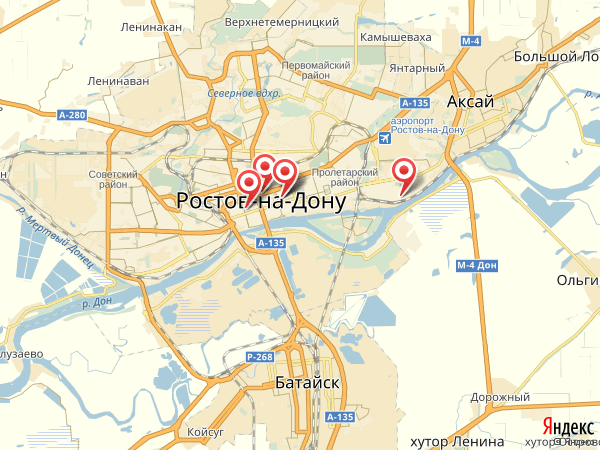 Верхнетемерницкий
Ленинакан
Камышеваха
М-4
Большой Ло
Первомайский
район
Янтарный
Ленинаван
Северное вдхр.
А-135
Аксай
А-280
аэропорт
Ростов-на-Дону
Советский
район
Пролетарский
район
Ростов-на-Дону
р. Мертвый Донец
А-135
М-4 Дон
Ольги
р. Дон
лузаево
Р-268
Батайск
Дорожный
А-135
Койсуг
хутор Ленина
Яндекс